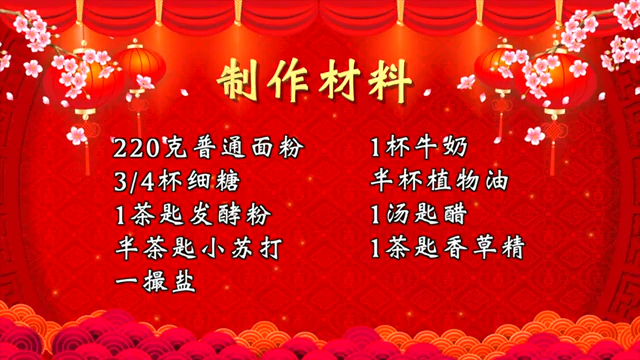 制作材料
220克普通面粉
3/4杯细糖
1茶匙发酵粉
半茶匙小苏打
一撮盐
1杯牛奶
半杯植物油
1汤匙醋
1茶匙香草精